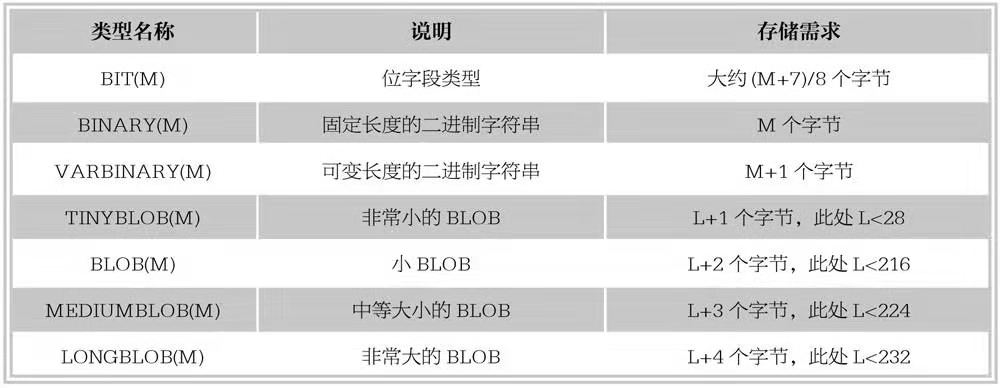 类型名称 说明 存储需求
BIT(M) 位字段类型 大约(M+7)/8 个字节
BINARY(M) 固定长度的二进制字符串 M 个字节
VARBINARY(M) 可变长度的二进制字符串 M+1 个字节
TINYBLOB(M) 非常小的 BLOB L+1 个字节，此处 L<28
BLOB(M) 小 BLOB L+2 个字节，此处 L<216
MEDIUMBLOB(M) 中等大小的 BLOB L+3 个字节，此处 L<224
LONGBLOB(M) 非常大的 BLOB L+4 个字节，此处 L<232